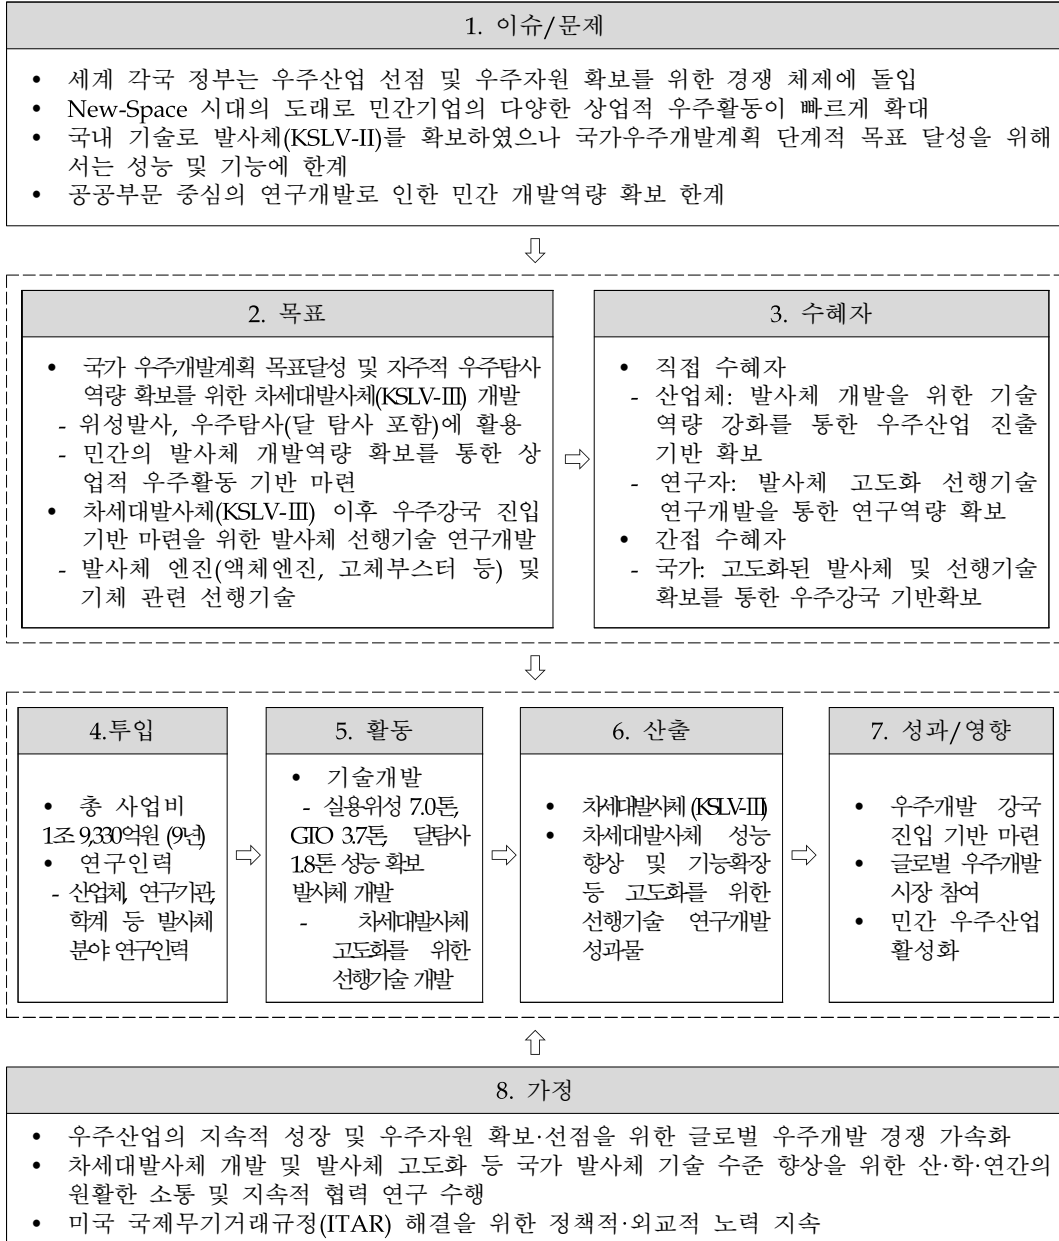 1. 이슈/문제
• 세계 각국 정부는 우주산업 선점 및 우주자원 확보를 위한 경쟁 체제에 돌입
• New-Space 시대의 도래로 민간기업의 다양한 상업적 우주활동이 빠르게 확대
• 국내 기술로 발사체(KSLV-II)를 확보하였으나 국가우주개발계획 단계적 목표 달성을 위해
서는 성능 및 기능에 한계
• 공공부문 중심의 연구개발로 인한 민간 개발역량 확보 한계
⇩
2. 목표
• 국가 우주개발계획 목표달성 및 자주적 우주탐사
역량 확보를 위한 차세대발사체(KSLV-III) 개발
- 위성발사, 우주탐사(달 탐사 포함)에 활용
- 민간의 발사체 개발역량 확보를 통한 상
업적 우주활동 기반 마련
• 차세대발사체(KSLV-III) 이후 우주강국 진입
기반 마련을 위한 발사체 선행기술 연구개발
- 발사체 엔진(액체엔진, 고체부스터 등) 및
기체 관련 선행기술
⇨
3. 수혜자
• 직접 수혜자
- 산업체: 발사체 개발을 위한 기술
역량 강화를 통한 우주산업 진출
기반 확보
- 연구자: 발사체 고도화 선행기술
연구개발을 통한 연구역량 확보
• 간접 수혜자
- 국가: 고도화된 발사체 및 선행기술
확보를 통한 우주강국 기반확보
⇩
4.투입
• 총 사업비
1조 9,330억원 (9년)
• 연구인력
- 산업체, 연구기관,
학계 등 발사체
분야 연구인력
⇨
5. 활동
• 기술개발
- 실용위성 7.0톤,
GTO 3.7톤, 달탐사
1.8톤 성능 확보
발사체 개발
- 차세대발사체
고도화를 위한
선행기술 개발
⇨
6. 산출
• 차세대발사체 (KSLV-III)
• 차세대발사체 성능
향상 및 기능확장
등 고도화를 위한
선행기술 연구개발
성과물
⇨
7. 성과/영향
• 우주개발 강국
진입 기반 마련
• 글로벌 우주개발
시장 참여
• 민간 우주산업
활성화
⇧
8. 가정
• 우주산업의 지속적 성장 및 우주자원 확보·선점을 위한 글로벌 우주개발 경쟁 가속화
• 차세대발사체 개발 및 발사체 고도화 등 국가 발사체 기술 수준 향상을 위한 산·학·연간의
원활한 소통 및 지속적 협력 연구 수행
• 미국 국제무기거래규정(ITAR) 해결을 위한 정책적·외교적 노력 지속